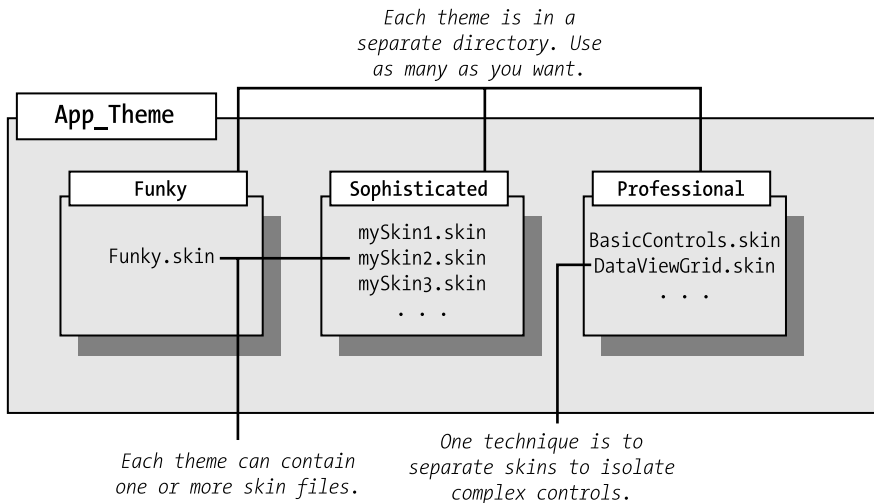 Each theme is in a
separate directory. Use
as many as you want.
App_Theme
Funky
Funky.skin
Sophisticated
mySkin1.skin
mySkin2.skin
mySkin3.skin
. . .
Professional
BasicControls.skin
DataViewGrid.skin
. . .
Each theme can contain
one or more skin files.
One technique is to
separate skins to isolate
complex controls.